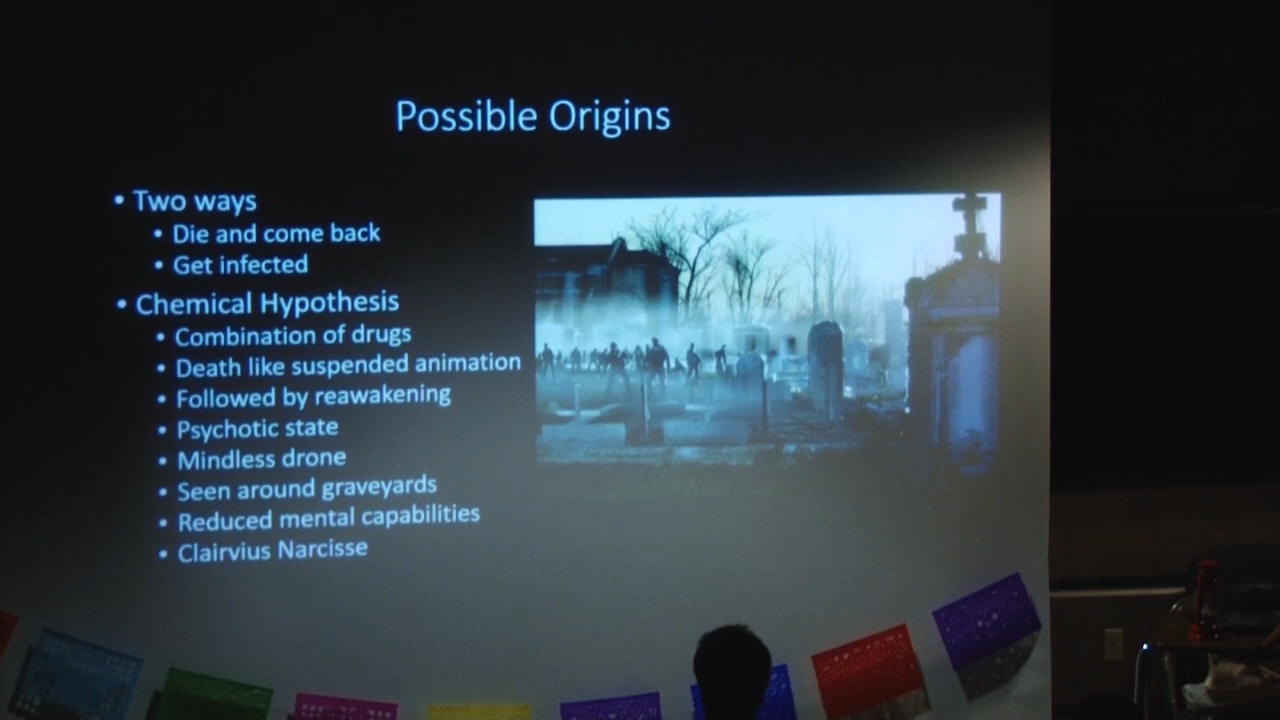 Possible Origins
• Two ways
• Die and come back
• Get infected
• Chemical Hypothesis
• Combination of drugs
• Death like suspended animation
• Followed by reawakening
• Psychotic state
• Mindless drone
• Seen around graveyards
• Reduced mental capabilities
• Clairvius Narcisse